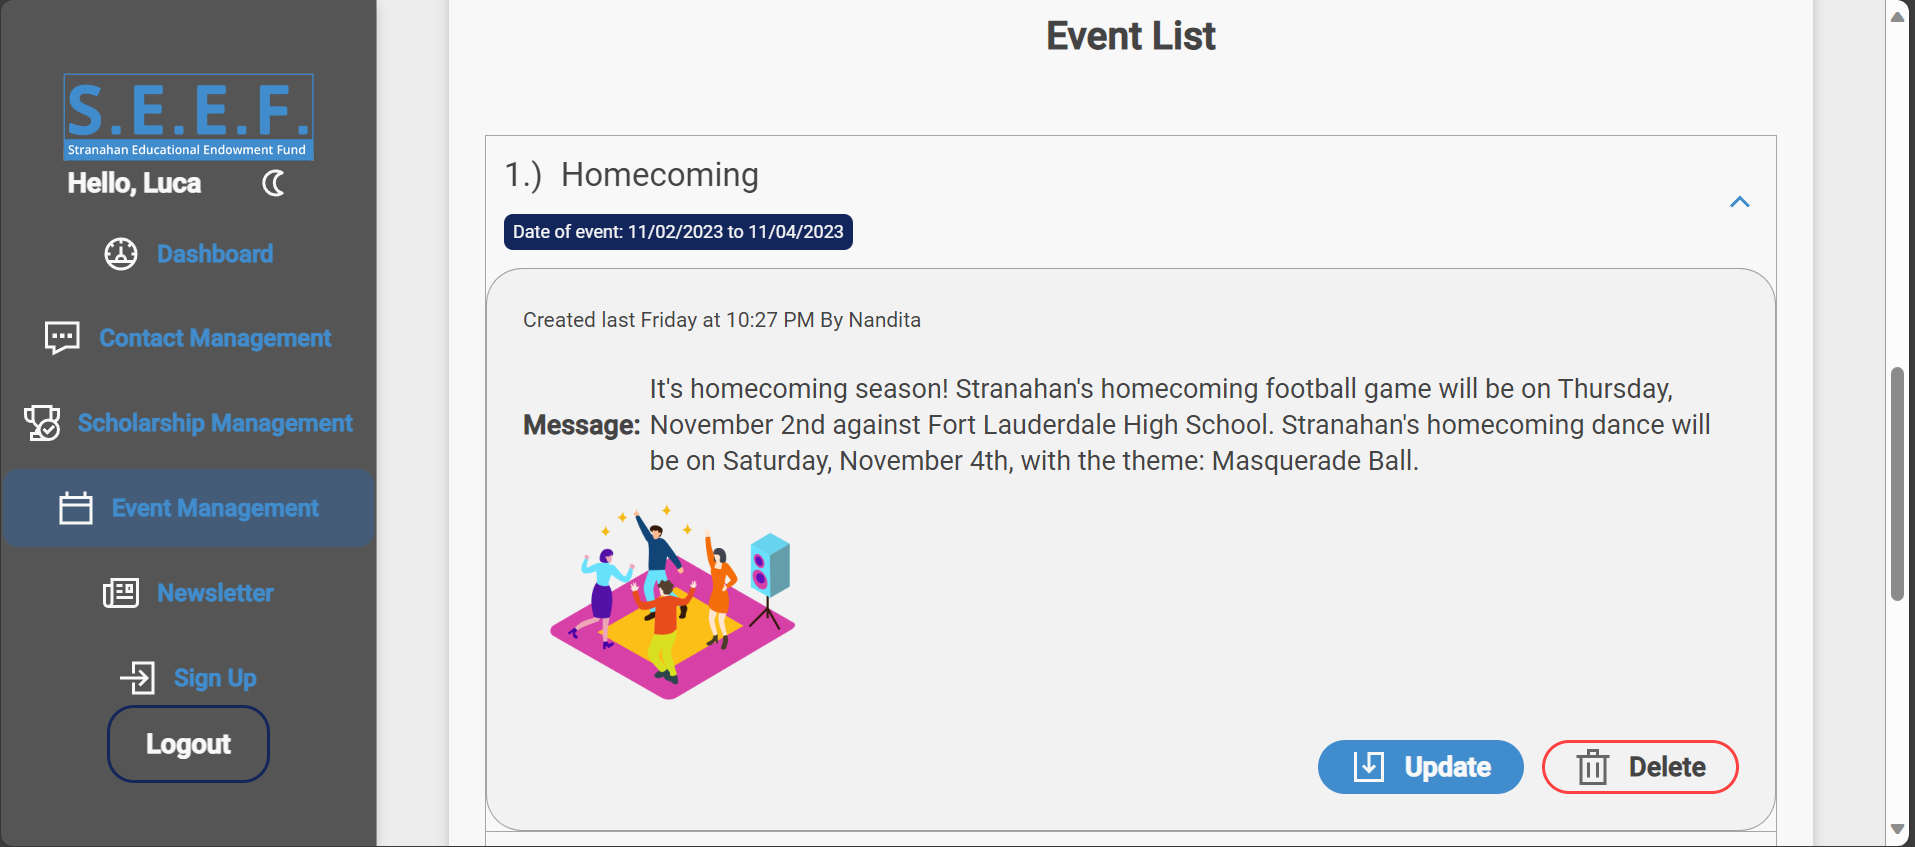 S.E.E.F.
Stranahan Educational Endowment Fund
Hello, Luca
Dashboard
Contact Management
Scholarship Management
Event Management
Newsletter
Sign Up
Logout
Event List
1.) Homecoming
Date of event: 11/02/2023 to 11/04/2023
Created last Friday at 10:27 PM By Nandita
Message:
It's homecoming season! Stranahan's homecoming football game will be on Thursday,
November 2nd against Fort Lauderdale High School. Stranahan's homecoming dance will
be on Saturday, November 4th, with the theme: Masquerade Ball.
Update
Delete